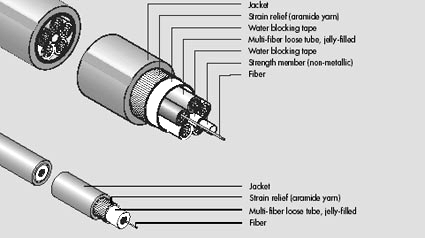 Jacket
Strain relief (aramide yarn)
Water blocking tape
Multi-fiber loose tube, jelly-filled
Water blocking tape
Strength member (non-metallic)
Fiber
Jacket
Strain relief (aramide yarn)
Multi-fiber loose tube, jelly-filled
Fiber